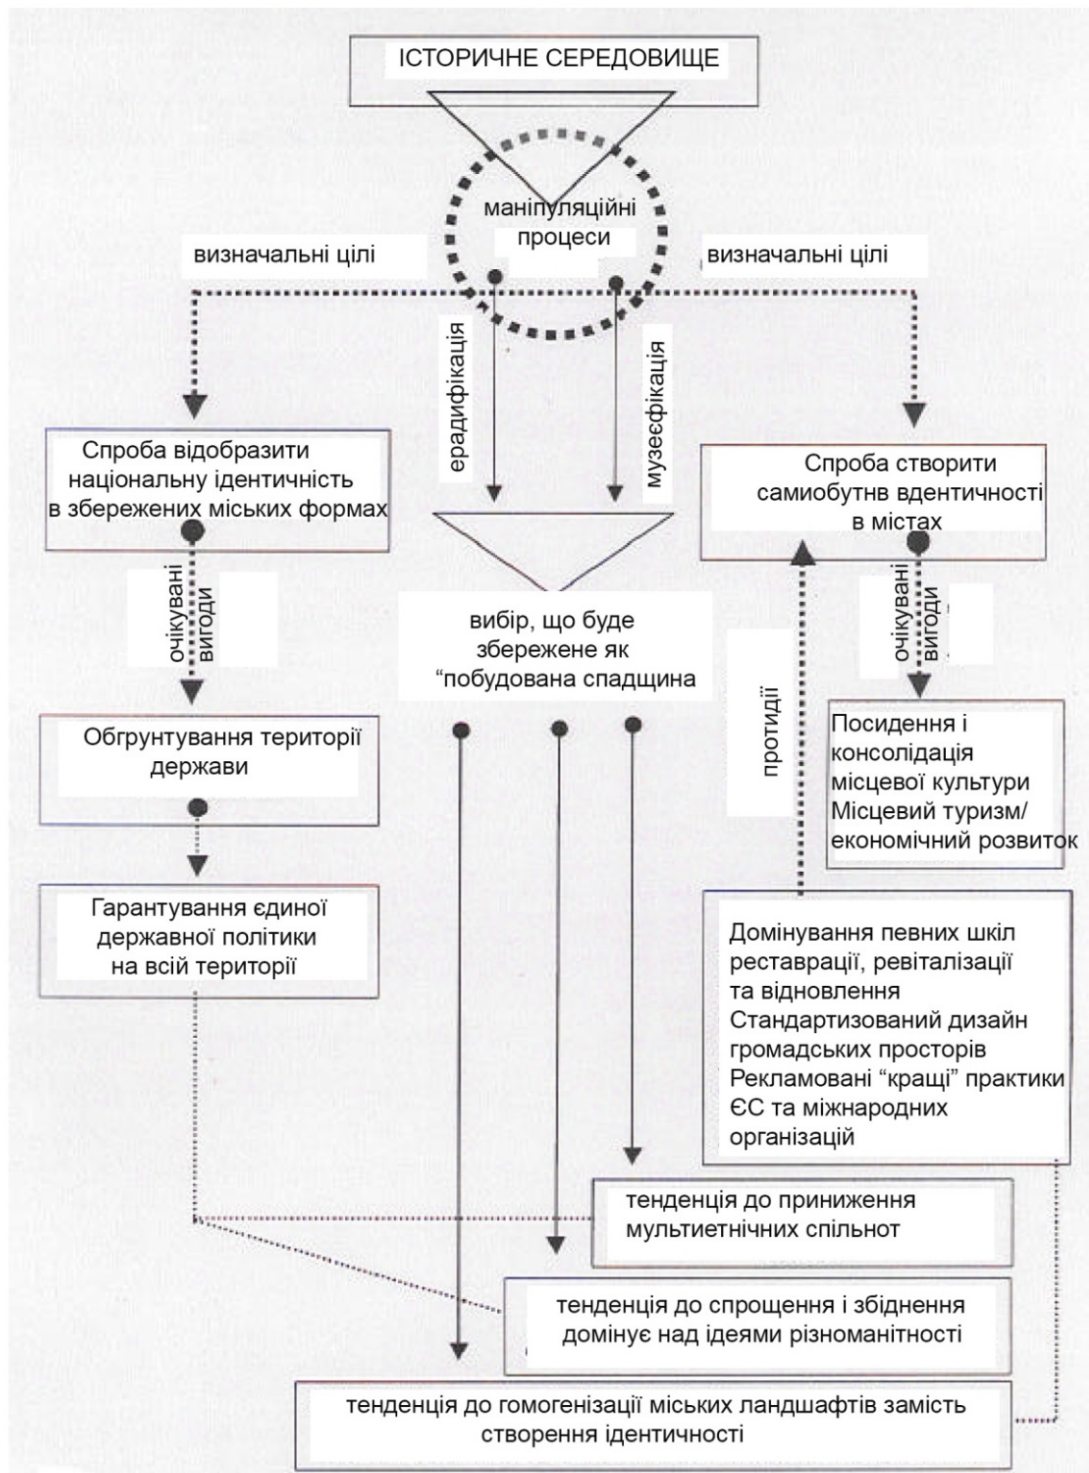 ІСТОРИЧНЕ СЕРЕДОВИЩЕ
маніпуляційні
процеси
визначальні цілі
визначальні цілі
ерадифікація
музеєфікація
Спроба відобразити
національну ідентичність
в збережених міських формах
Спроба створити
самиобутнв вдентичності
в містах
очікувані
вигоди
вибір, що буде
збережене як
“побудована спадщина
протидії
очікувані
вигоди
Обгрунтування території
держави
Посидення і
консолідація
місцевої культури
Місцевий туризм/
економічний розвиток
Гарантування єдиної
державної політики
на всій території
Домінування певних шкіл
реставрації, ревіталізації
та відновлення
Стандартизований дизайн
громадських просторів
Рекламовані “кращі” практики
ЄС та міжнародних
організацій
тенденція до приниження
мультиетнічних спільнот
тенденція до спрощення і збіднення
домінує над ідеями різноманітності
тенденція до гомогенізації міських ландшафтів замість
створення ідентичності